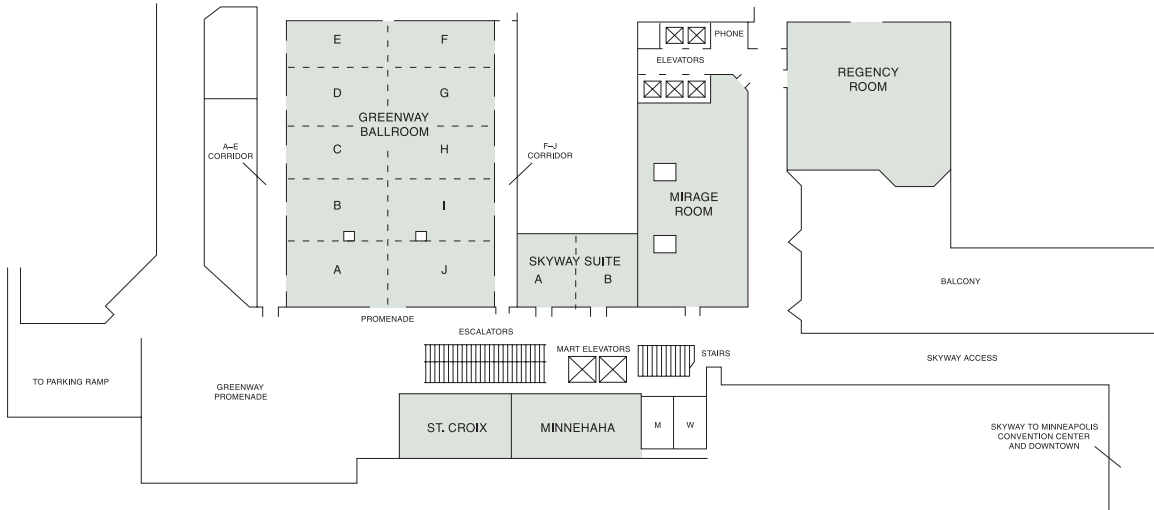 PHONE
ELEVATORS
E
F
REGENCY
ROOM
D
G
GREENWAY
BALLROOM
A–E
CORRIDOR
C
H
F–J
CORRIDOR
MIRAGE
ROOM
B
I
SKYWAY SUITE
A
B
A
J
BALCONY
PROMENADE
ESCALATORS
MART ELEVATORS
STAIRS
SKYWAY ACCESS
TO PARKING RAMP
GREENWAY
PROMENADE
ST. CROIX
MINNEHAHA
M
W
SKYWAY TO MINNEAPOLIS
CONVENTION CENTER
AND DOWNTOWN